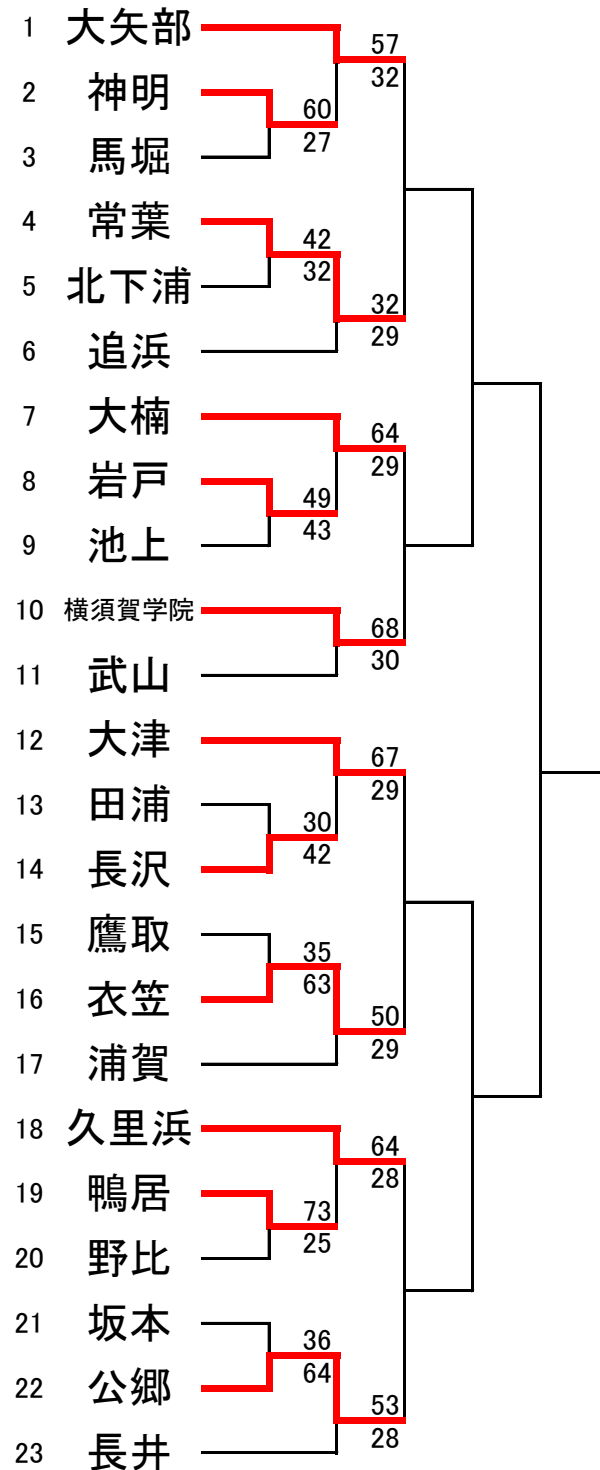 1 大矢部
57
32
2 神明
60
27
3 馬堀
4 常葉
42
32
5 北下浦
32
29
6 追浜
7 大楠
64
29
8 岩戸
49
43
9 池上
10 横須賀学院
68
30
11 武山
12 大津
67
29
13 田浦
30
42
14 長沢
15 鷹取
35
63
16 衣笠
50
29
17 浦賀
18 久里浜
64
28
19 鴨居
73
25
20 野比
21 坂本
36
64
22 公郷
53
28
23 長井